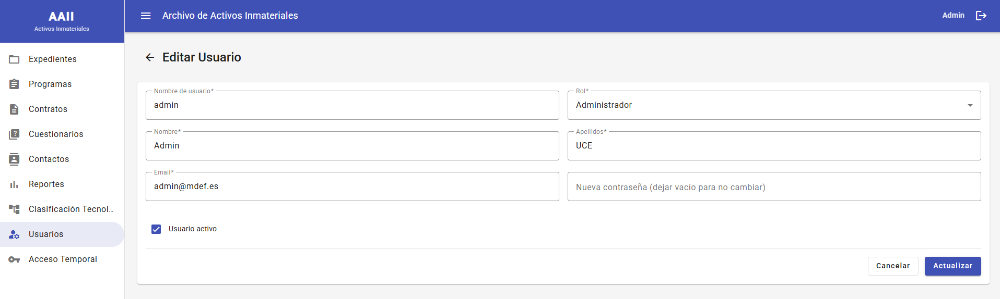 AAII
Activos Inmateriales
Archivo de Activos Inmateriales
Admin
Expedientes
Programas
Contratos
Cuestionarios
Contactos
Reportes
Clasificación Tecnol...
Usuarios
Acceso Temporal
Editar Usuario
Nombre de usuario*
admin
Rol*
Administrador
Nombre*
Admin
Apellidos*
UCE
Email*
admin@mdef.es
Nueva contraseña (dejar vacío para no cambiar)
Usuario activo
Cancelar
Actualizar